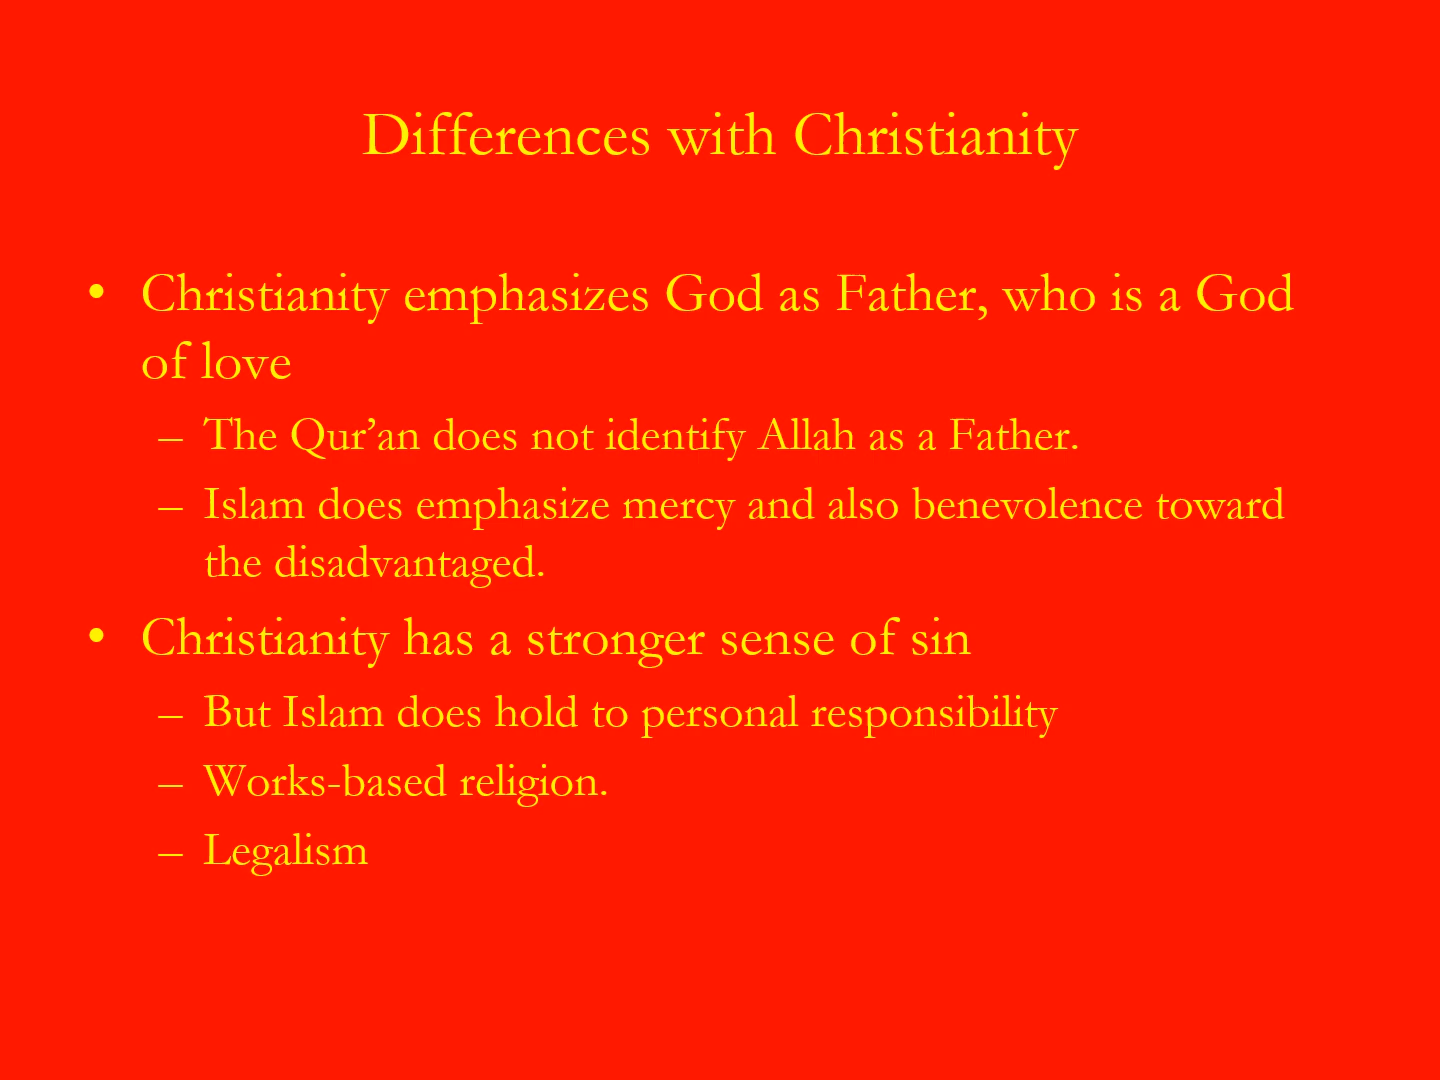 Differences with Christianity
• Christianity emphasizes God as Father, who is a God
of love
– The Qur’an does not identify Allah as a Father.
– Islam does emphasize mercy and also benevolence toward
the disadvantaged.
• Christianity has a stronger sense of sin
– But Islam does hold to personal responsibility
– Works-based religion.
– Legalism